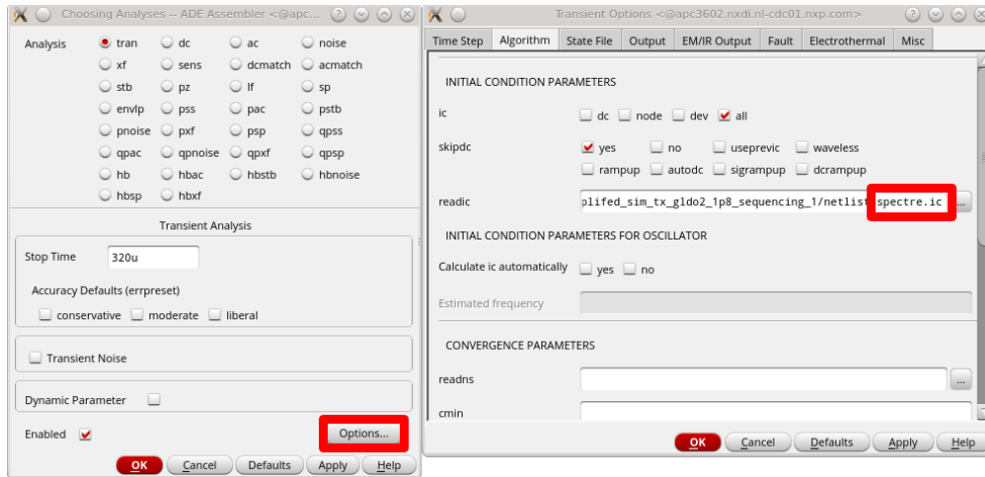 Choosing Analyses -- ADE Assembler <@apc...
Analysis tran dc ac noise
xf sens dcmatch acmatch
stb pz lf sp
envlp pss pac pstb
pnoise pxf psp qpss
qpac qpnoise qpxf qpsp
hb hbac hbstb hbnoise
hbsp hbxf
Transient Analysis
Stop Time 320u
Accuracy Defaults (errpreset)
conservative moderate liberal
Transient Noise
Dynamic Parameter
Enabled Options...
OK Cancel Defaults Apply Help
Transient Options <@apc3602.nxdi.nl-cdc01.nxp.com>
Time Step Algorithm State File Output EM/IR Output Fault Electrothermal Misc
INITIAL CONDITION PARAMETERS
ic dc node dev all
skipdc yes no useprevic waveless
rampup autodc sigrampup dcrampup
readic plifed_sim_tx_gldo2_1p8_sequencing_1/netlist spectre.ic ...
INITIAL CONDITION PARAMETERS FOR OSCILLATOR
Calculate ic automatically yes no
Estimated frequency
CONVERGENCE PARAMETERS
readns ...
cmin
OK Cancel Defaults Apply Help